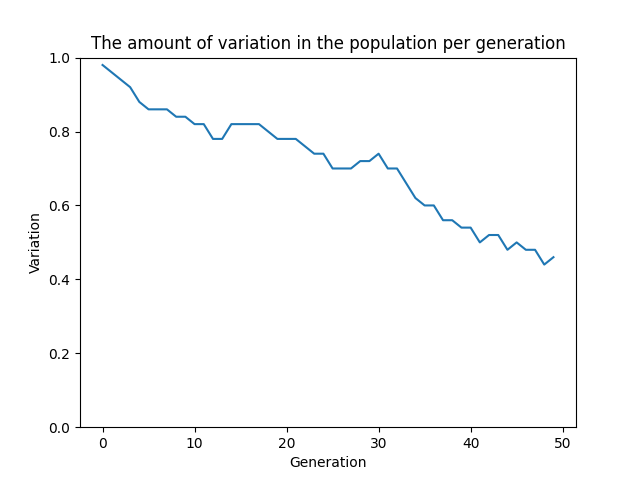 The amount of variation in the population per generation
1.0
0.8
0.6
0.4
0.2
0.0
Variation
0 10 20 30 40 50
Generation